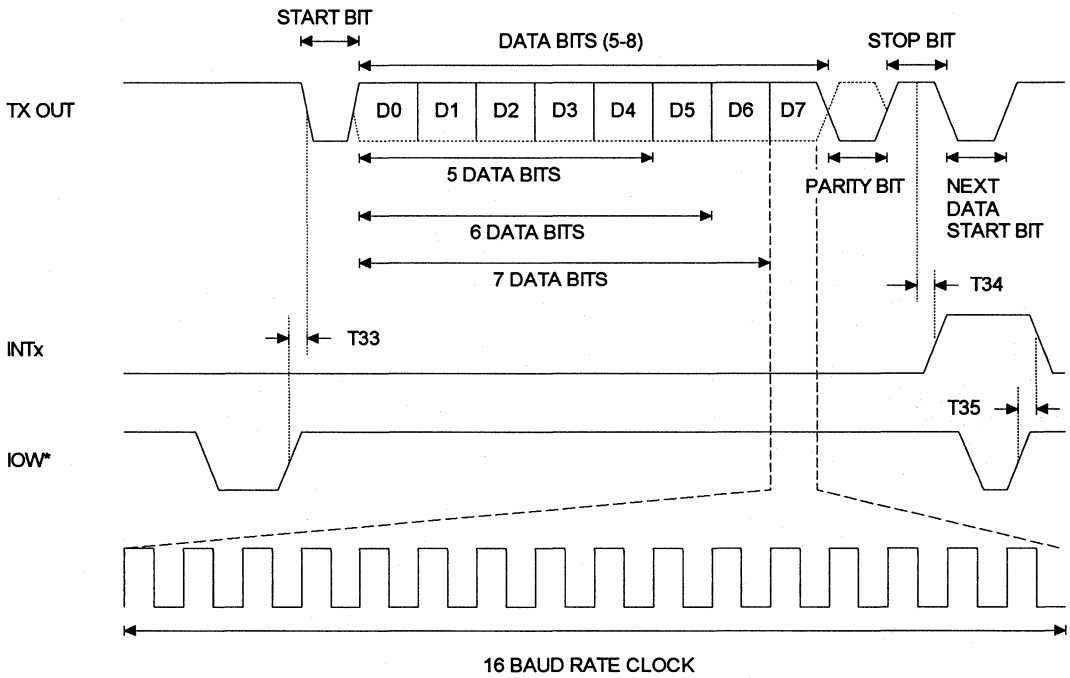 START BIT
DATA BITS (5-8)
STOP BIT
TX OUT
D0 D1 D2 D3 D4 D5 D6 D7
5 DATA BITS
PARITY BIT
NEXT
DATA
START BIT
6 DATA BITS
7 DATA BITS
T34
T33
INTx
T35
IOW*
16 BAUD RATE CLOCK